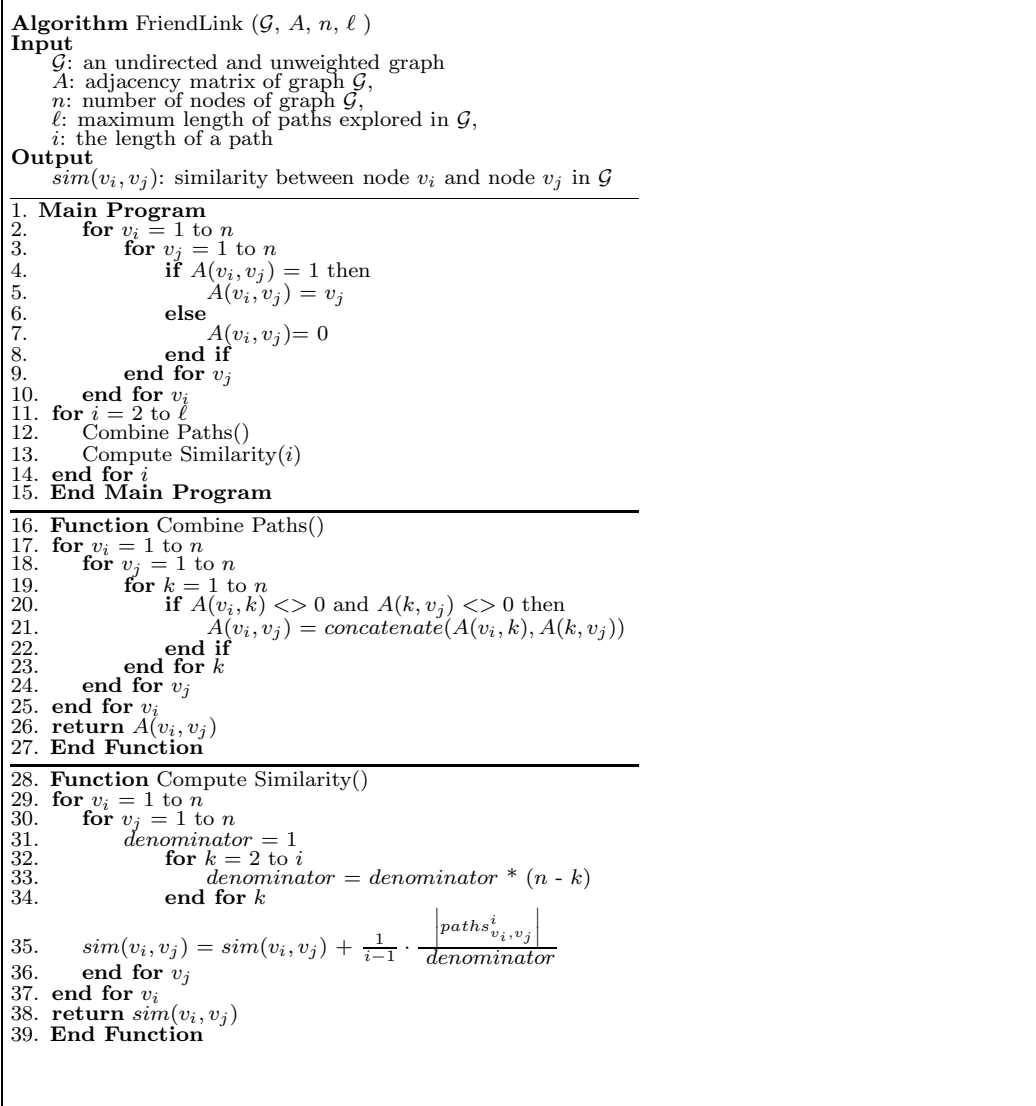 Algorithm FriendLink (𝒢, A, n, ℓ )
Input
𝒢: an undirected and unweighted graph
A: adjacency matrix of graph 𝒢,
n: number of nodes of graph 𝒢,
ℓ: maximum length of paths explored in 𝒢,
i: the length of a path
Output
sim(v_i, v_j): similarity between node v_i and node v_j in 𝒢
1. Main Program
2. for v_i = 1 to n
3. for v_j = 1 to n
4. if A(v_i, v_j) = 1 then
5. A(v_i, v_j) = v_j
6. else
7. A(v_i, v_j)= 0
8. end if
9. end for v_j
10. end for v_i
11. for i = 2 to ℓ
12. Combine Paths()
13. Compute Similarity(i)
14. end for i
15. End Main Program
16. Function Combine Paths()
17. for v_i = 1 to n
18. for v_j = 1 to n
19. for k = 1 to n
20. if A(v_i, k) <> 0 and A(k, v_j) <> 0 then
21. A(v_i, v_j) = concatenate(A(v_i, k), A(k, v_j))
22. end if
23. end for k
24. end for v_j
25. end for v_i
26. return A(v_i, v_j)
27. End Function
28. Function Compute Similarity()
29. for v_i = 1 to n
30. for v_j = 1 to n
31. denominator = 1
32. for k = 2 to i
33. denominator = denominator * (n - k)
34. end for k
35. sim(v_i, v_j) = sim(v_i, v_j) + 1/(i−1) · |paths^i_{v_i,v_j}| / denominator
36. end for v_j
37. end for v_i
38. return sim(v_i, v_j)
39. End Function